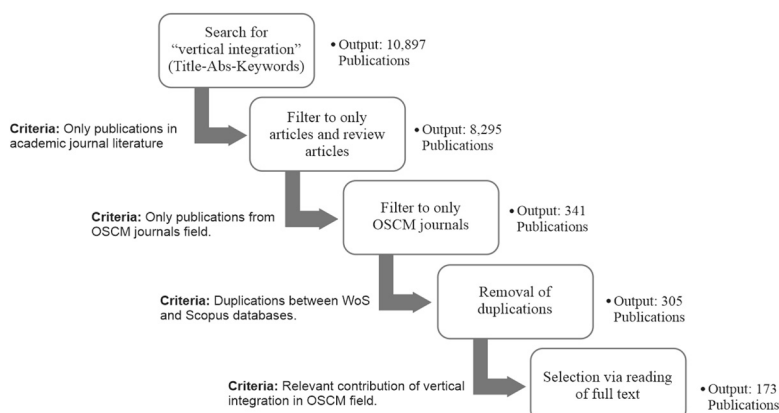 Search for
“vertical integration”
(Title-Abs-Keywords)
• Output: 10,897
Publications
Criteria: Only publications in
academic journal literature
Filter to only
articles and review
articles
• Output: 8,295
Publications
Criteria: Only publications from
OSCM journals field.
Filter to only
OSCM journals
• Output: 341
Publications
Criteria: Duplications between WoS
and Scopus databases.
Removal of
duplications
• Output: 305
Publications
Criteria: Relevant contribution of vertical
integration in OSCM field.
Selection via reading
of full text
• Output: 173
Publications